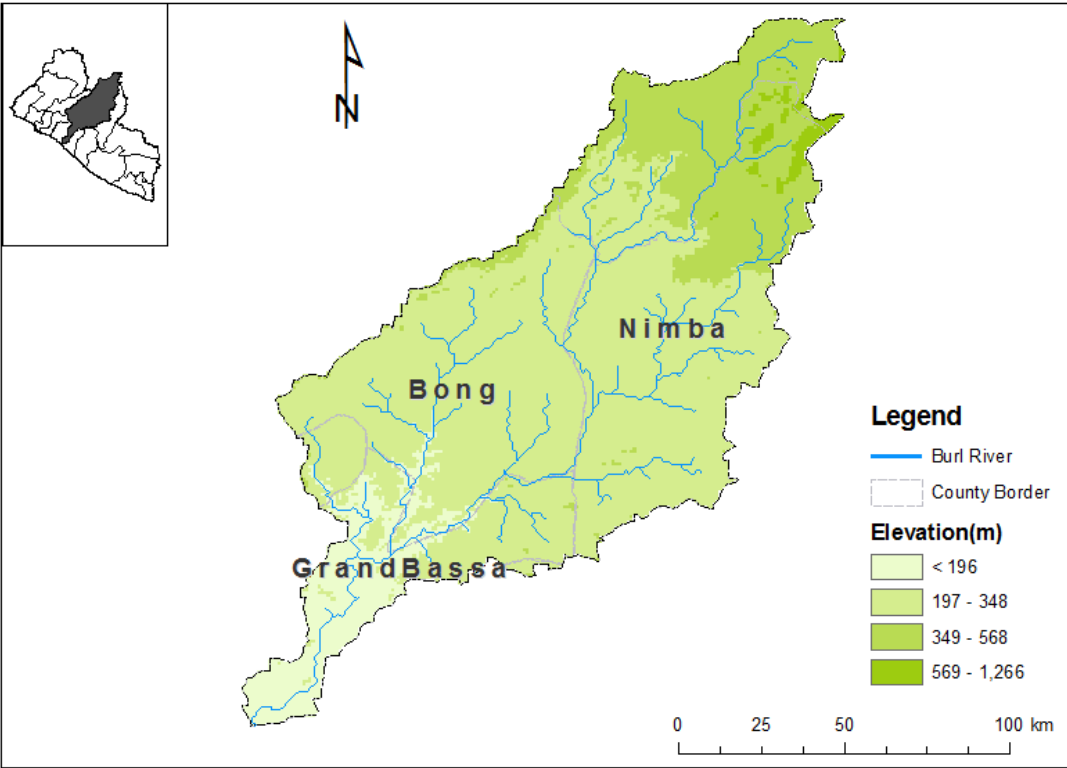 N
Nimba
Bong
GrandBassa
Legend
Burl River
County Border
Elevation(m)
< 196
197 - 348
349 - 568
569 - 1,266
0 25 50 100 km